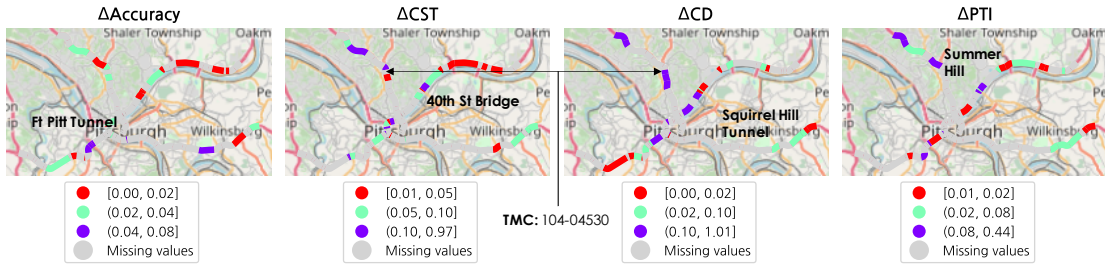 ΔAccuracy
ΔCST
ΔCD
ΔPTI
Shaler Township
Oakm
Ft Pitt Tunnel
Pittsburgh
Wilkinsburg
[0.00, 0.02]
(0.02, 0.04]
(0.04, 0.08]
Missing values
Shaler Township
Oakm
40th St Bridge
Pittsburgh
Wilkinsburg
[0.01, 0.05]
(0.05, 0.10]
(0.10, 0.97]
Missing values
TMC: 104-04530
Shaler Township
Oakm
Squirrel Hill
Tunnel
Pittsburgh
Wilkinsburg
[0.00, 0.02]
(0.02, 0.10]
(0.10, 1.01]
Missing values
Shaler Township
Oakm
Summer
Hill
Pittsburgh
Wilkinsburg
[0.01, 0.02]
(0.02, 0.08]
(0.08, 0.44]
Missing values